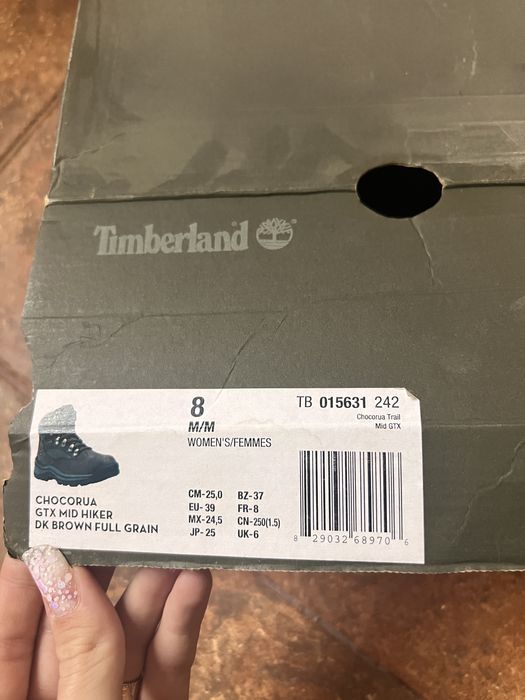 Timberland
8
M/M
WOMEN'S/FEMMES
TB 015631 242
Chocorua Trail
Mid GTX
CHOCORUA
GTX MID HIKER
DK BROWN FULL GRAIN
CM-25,0 BZ-37
EU- 39 FR-8
MX-24,5 CN-250(1.5)
JP- 25 UK-6
8 29032 68970 6